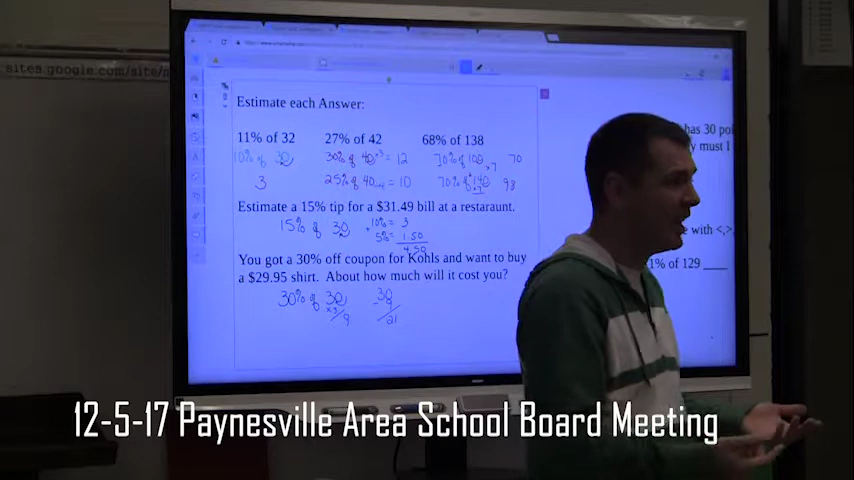 sites.google.com/site/m
Estimate each Answer:
11% of 32 27% of 42 68% of 138
10% of 30 30% of 40 = 12 70% of 100 70
3 25% of 40 = 10 70% of 140 98
Estimate a 15% tip for a $31.49 bill at a restaraunt.
15% of 30 10% = 3
5% = 1.50
4.50
You got a 30% off coupon for Kohls and want to buy
a $29.95 shirt. About how much will it cost you?
30% of 30 30
x3 - 9
9 21
has 30 po
must
e with <,>,
1% of 129
12-5-17 Paynesville Area School Board Meeting